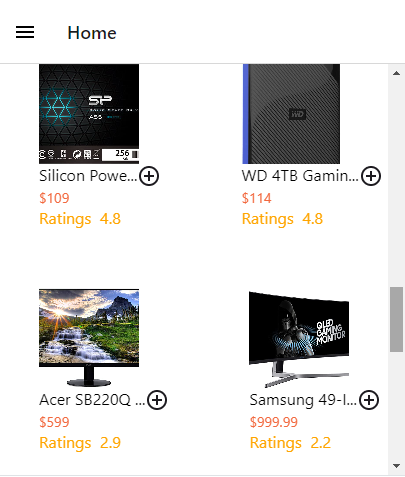 Home
SP
A55
256
WD
Silicon Powe...
WD 4TB Gamin...
$109
$114
Ratings 4.8
Ratings 4.8
QLED
GAMING
MONITOR
Acer SB220Q ...
Samsung 49-I...
$599
$999.99
Ratings 2.9
Ratings 2.2